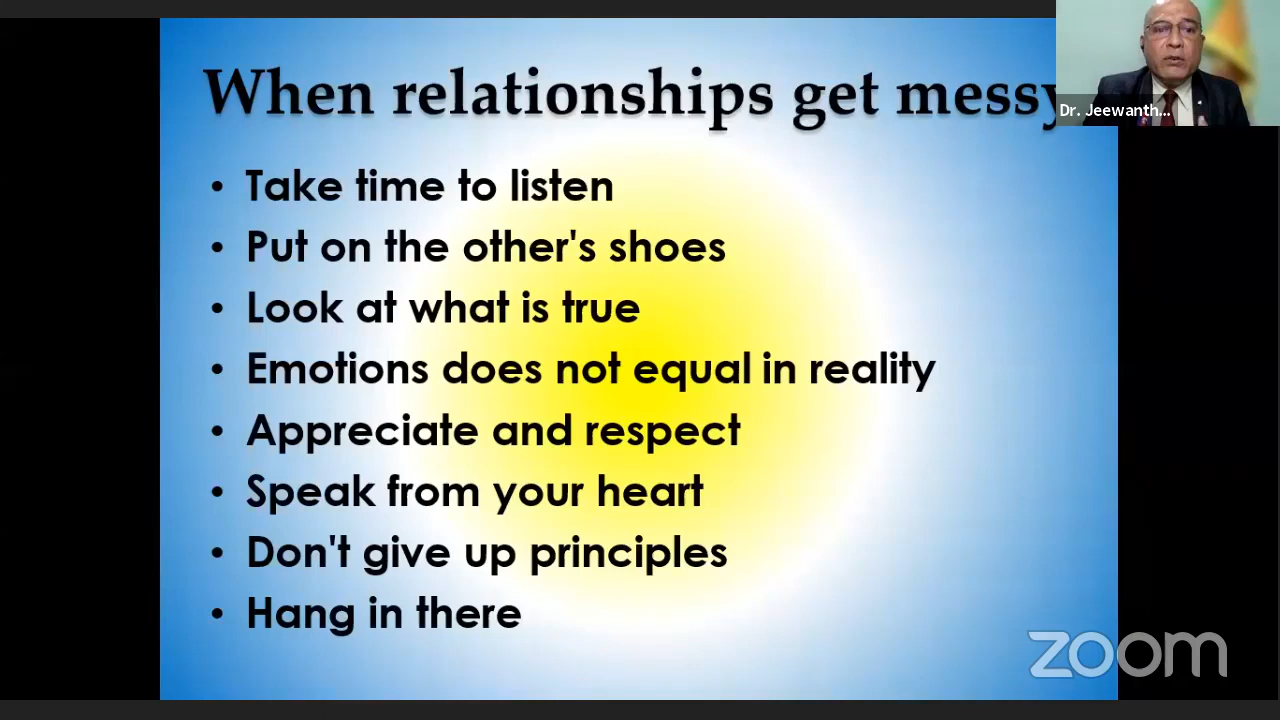 When relationships get messy
Dr. Jeewanth...
• Take time to listen
• Put on the other's shoes
• Look at what is true
• Emotions does not equal in reality
• Appreciate and respect
• Speak from your heart
• Don't give up principles
• Hang in there
zoom